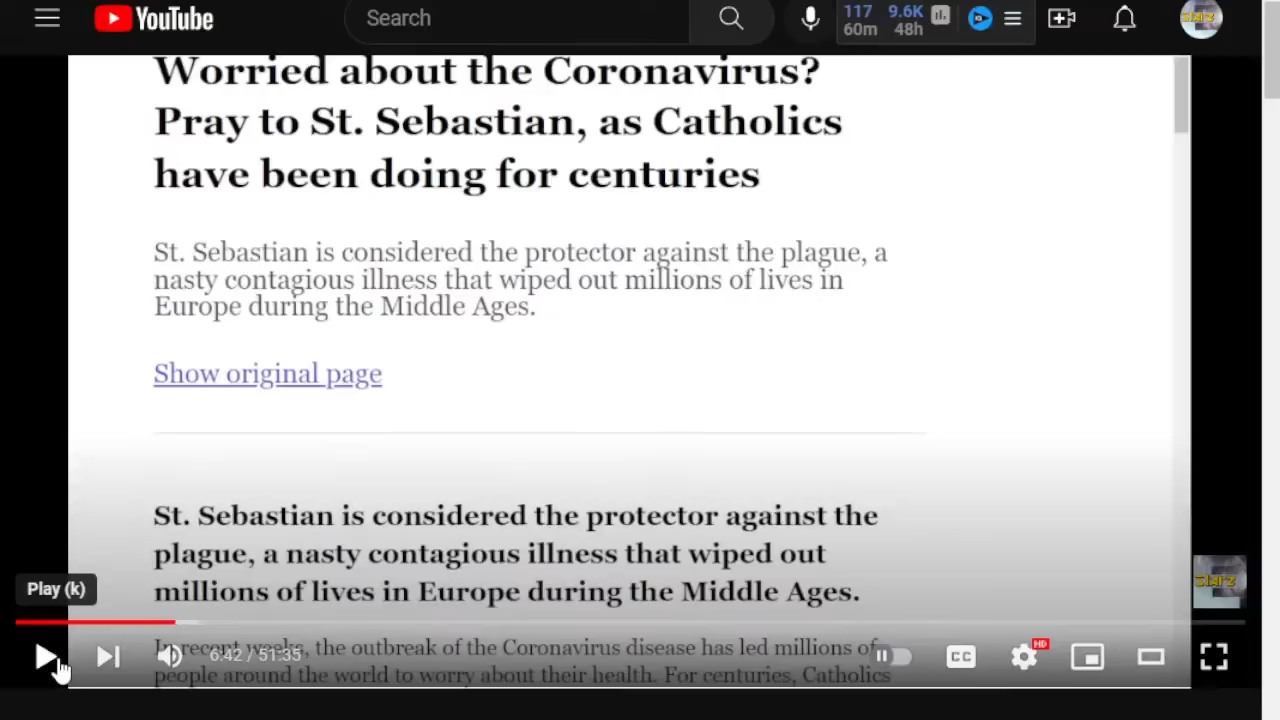 YouTube
Search
117 9.6K
60m 48h
Worried about the Coronavirus?
Pray to St. Sebastian, as Catholics
have been doing for centuries
St. Sebastian is considered the protector against the plague, a
nasty contagious illness that wiped out millions of lives in
Europe during the Middle Ages.
Show original page
St. Sebastian is considered the protector against the
plague, a nasty contagious illness that wiped out
millions of lives in Europe during the Middle Ages.
Play (k)
In recent weeks, the outbreak of the Coronavirus disease has led millions of
people around the world to worry about their health. For centuries, Catholics
6:42 / 51:35
CC
HD